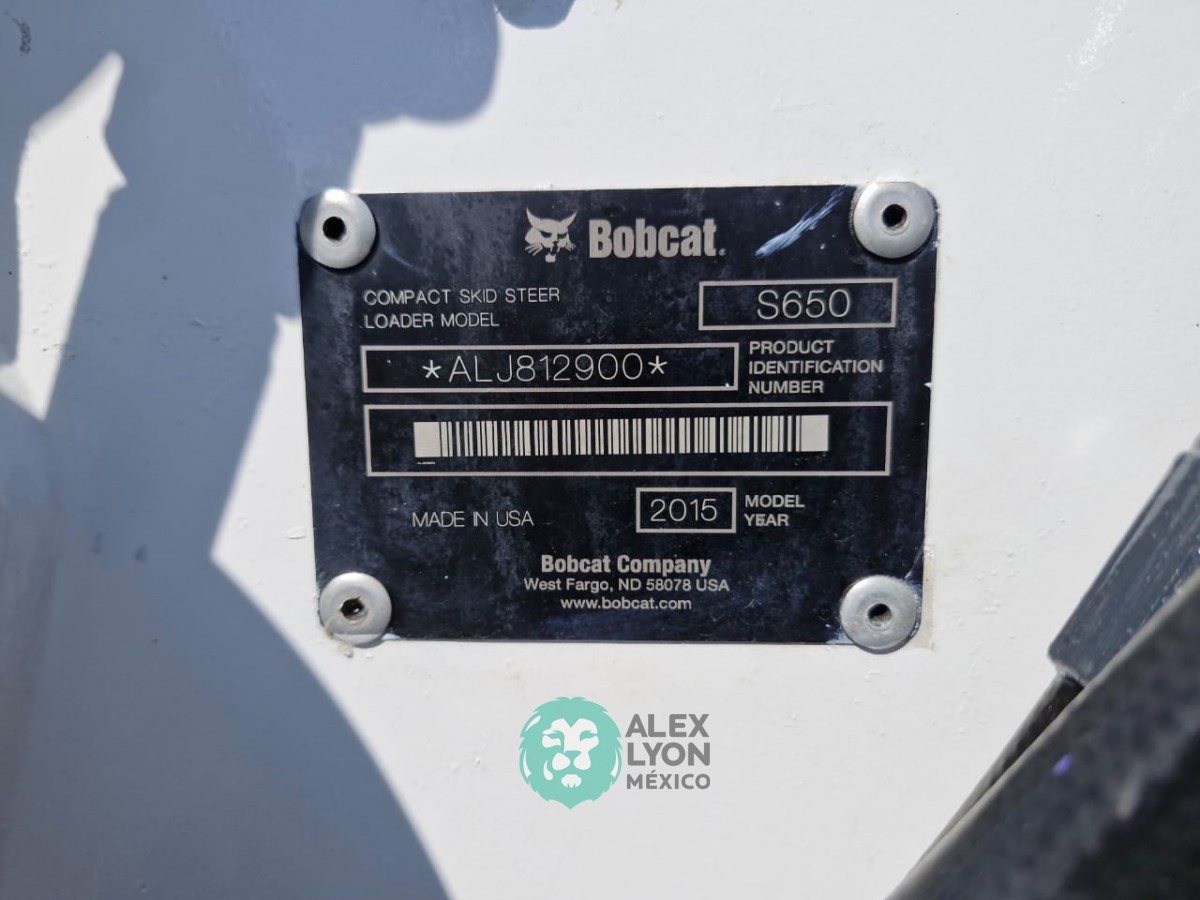 Bobcat.
COMPACT SKID STEER
LOADER MODEL
S650
*ALJ812900*
PRODUCT
IDENTIFICATION
NUMBER
MADE IN USA
2015
MODEL
YEAR
Bobcat Company
West Fargo, ND 58078 USA
www.bobcat.com
ALEX
LYON
MÉXICO